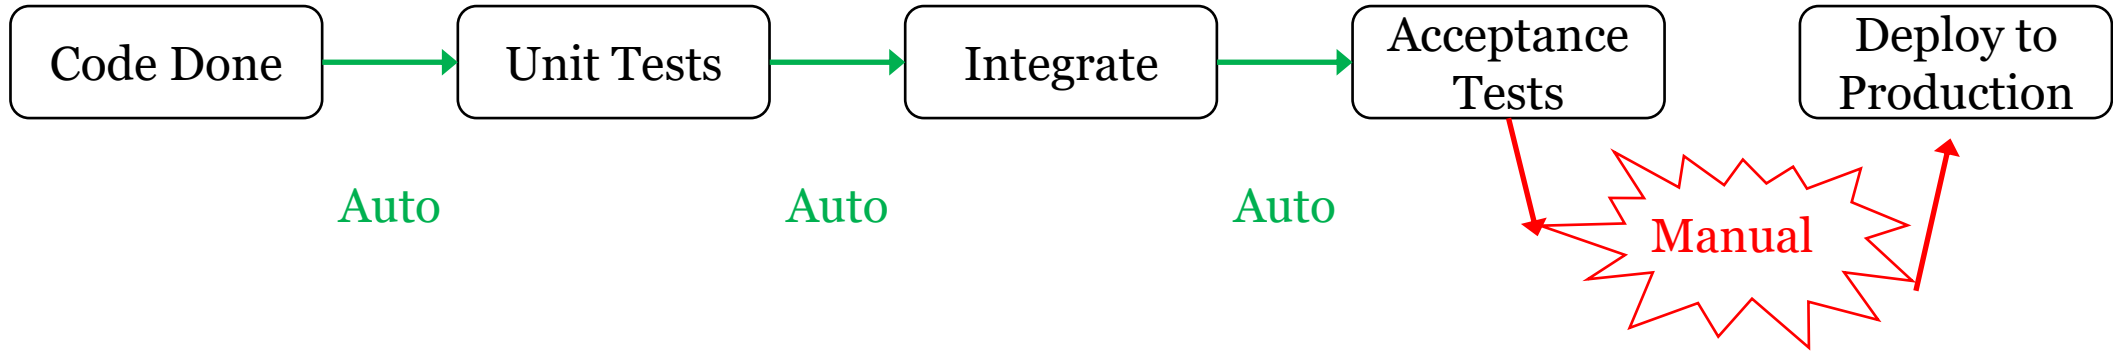 Code Done
Unit Tests
Integrate
Acceptance
Tests
Deploy to
Production
Auto
Auto
Auto
Manual